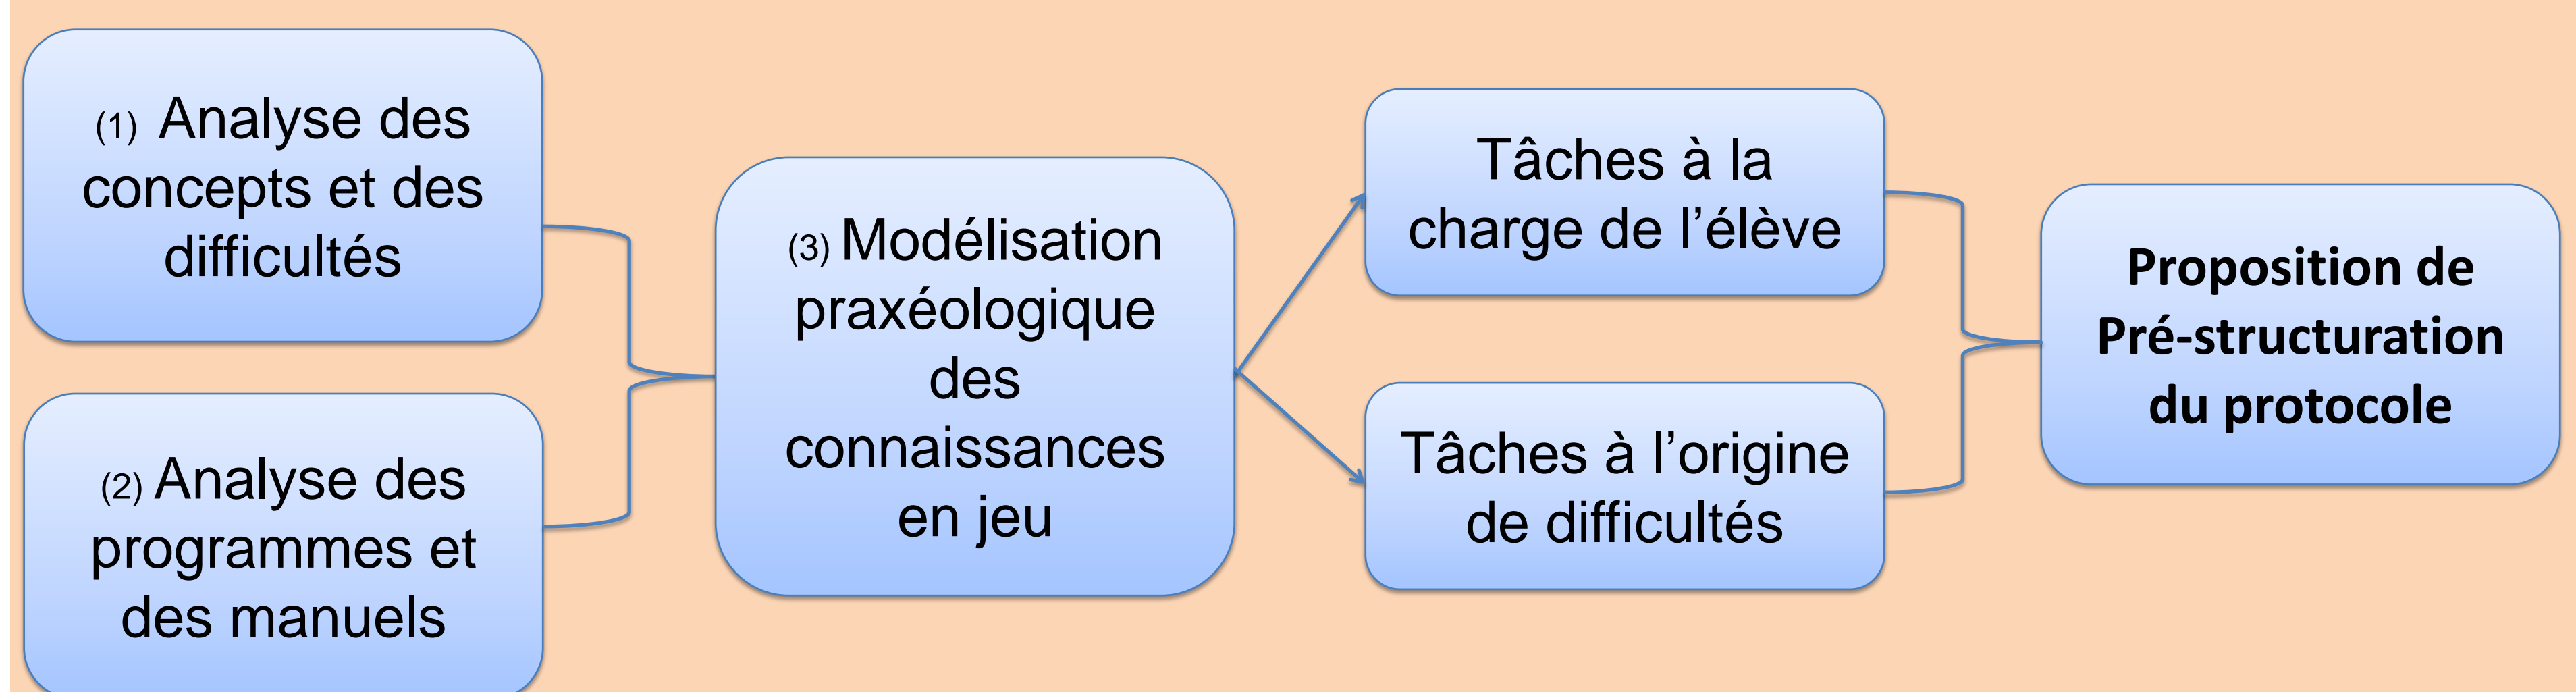 (1) Analyse des
concepts et des
difficultés
(2) Analyse des
programmes et
des manuels
(3) Modélisation
praxéologique
des
connaissances
en jeu
Tâches à la
charge de l’élève
Tâches à l’origine
de difficultés
Proposition de
Pré-structuration
du protocole